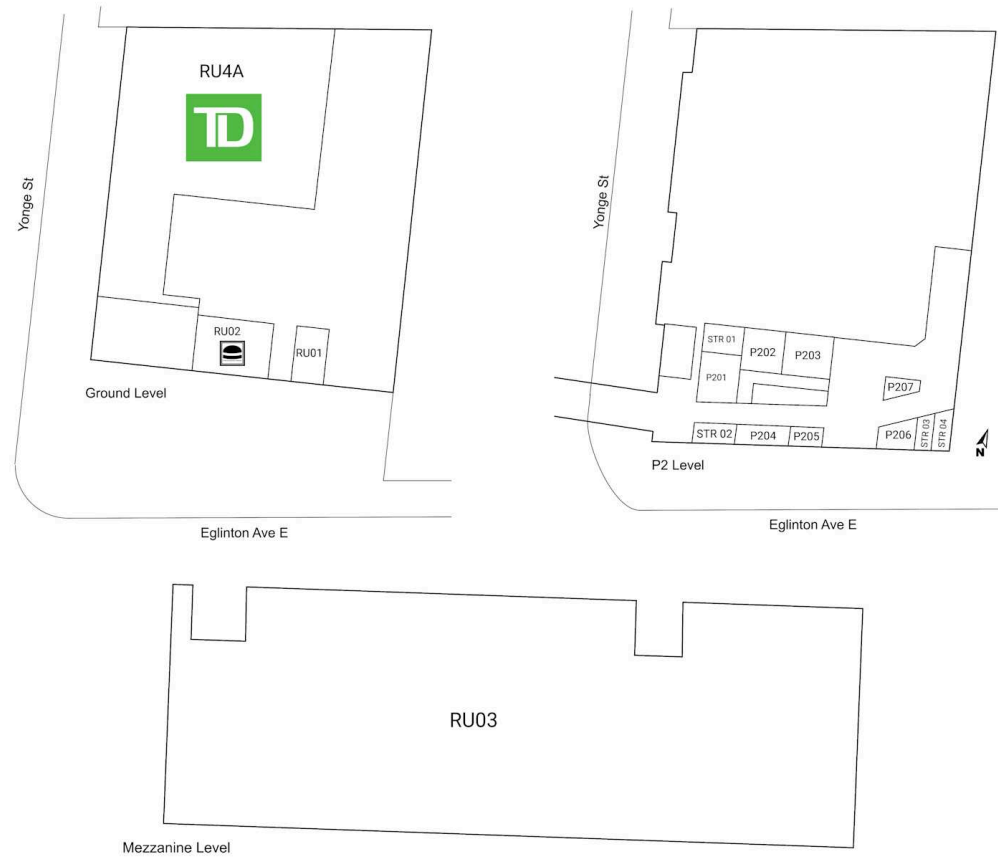 RU4A
TD
Yonge St
RU02
RU01
Ground Level
Eglinton Ave E
Yonge St
STR 01
P202
P203
P201
P207
STR 02
P204
P205
P206
STR 03
STR 04
N
P2 Level
Eglinton Ave E
RU03
Mezzanine Level